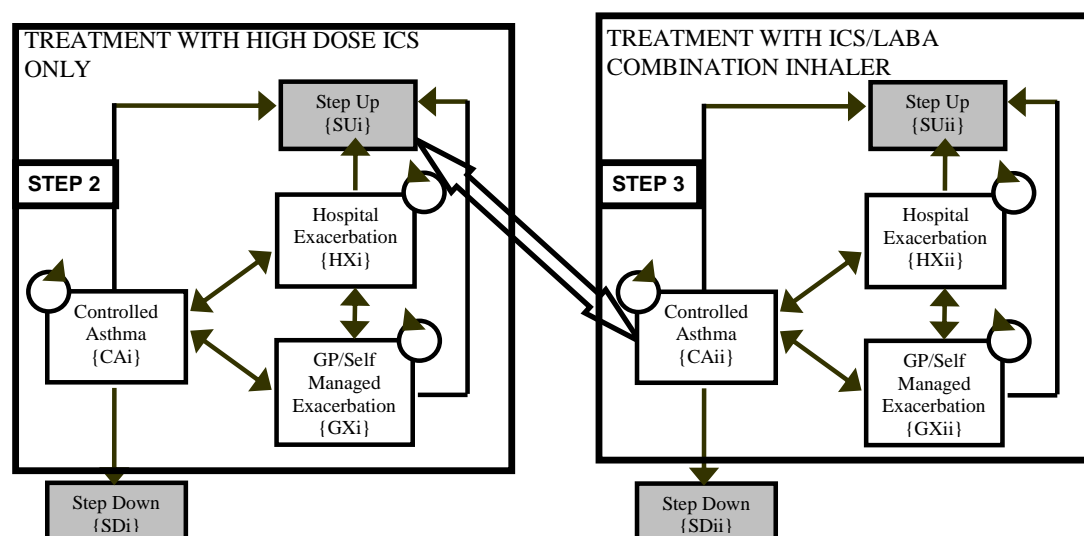 TREATMENT WITH HIGH DOSE ICS
ONLY
Step Up
{SUi}
STEP 2
Hospital
Exacerbation
{HXi}
Controlled
Asthma
{CAi}
GP/Self
Managed
Exacerbation
{GXi}
Step Down
{SDi}
TREATMENT WITH ICS/LABA
COMBINATION INHALER
Step Up
{SUii}
STEP 3
Hospital
Exacerbation
{HXii}
Controlled
Asthma
{CAii}
GP/Self
Managed
Exacerbation
{GXii}
Step Down
{SDii}